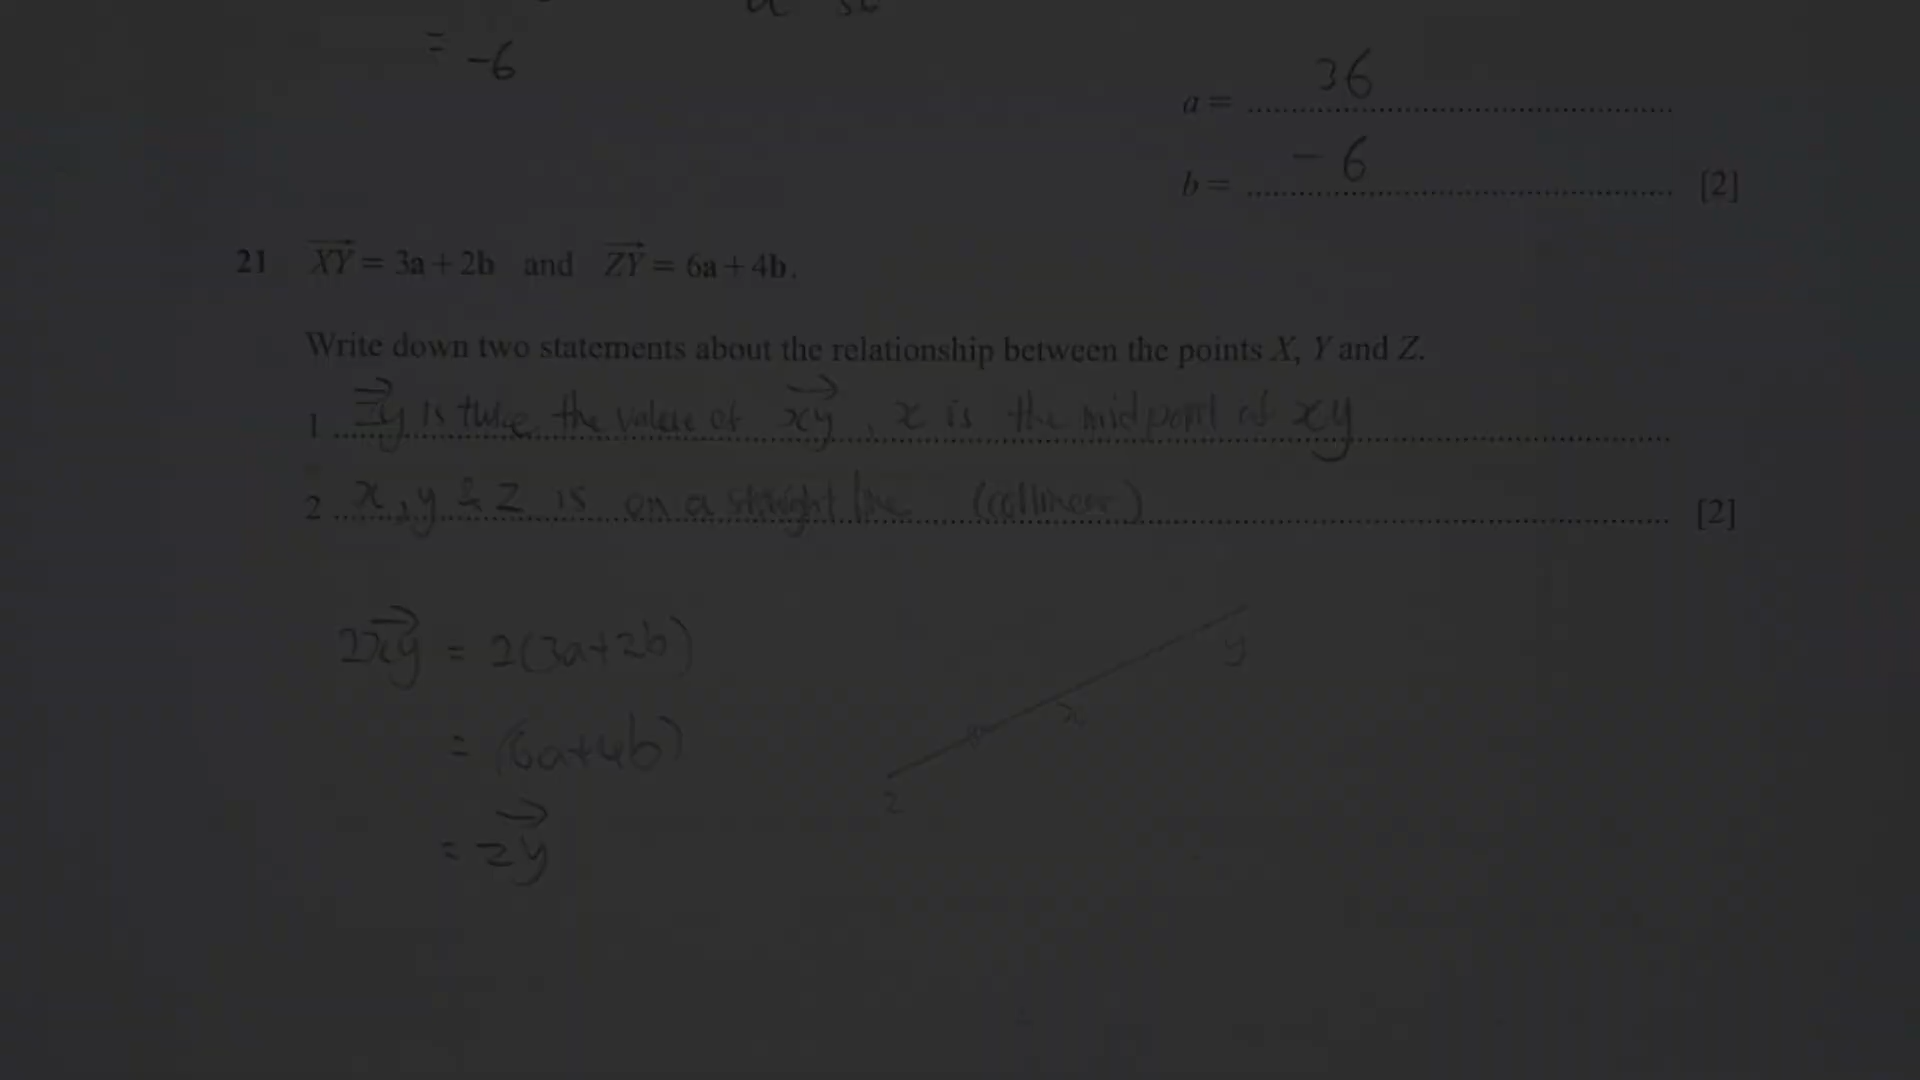 = -6
a = 36
b = -6 [2]
21 XY = 3a + 2b and ZY = 6a + 4b.
Write down two statements about the relationship between the points X, Y and Z.
1 zy is twice the value of xy, x is the midpoint of xy
2 x, y & z is on a straight line (collinear) [2]
2xy = 2(3a+2b)
= (6a+4b)
= zy
y
x
z